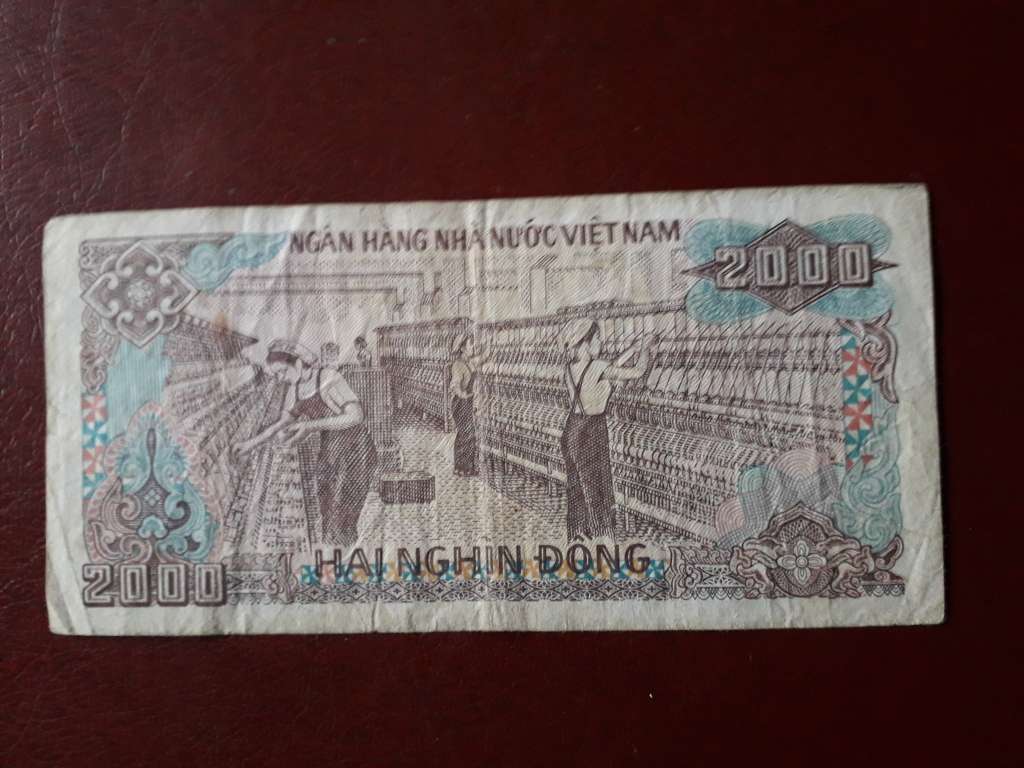 NGÂN HÀNG NHÀ NƯỚC VIỆT NAM
2000
HAI NGHÌN ĐỒNG
2000